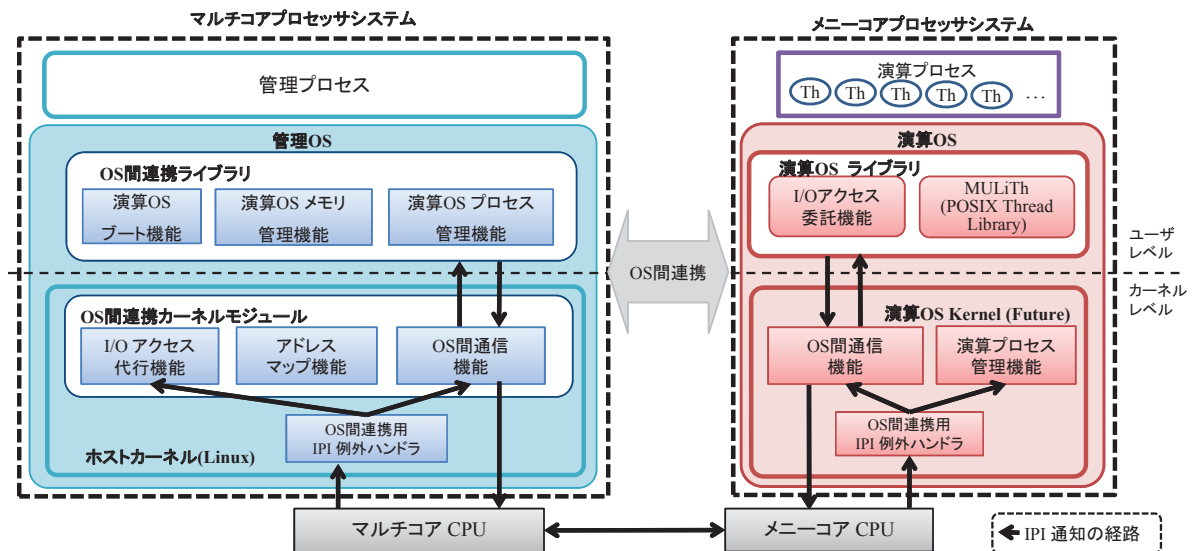 マルチコアプロセッサシステム
管理プロセス
管理OS
OS間連携ライブラリ
演算OS
ブート機能
演算OS メモリ
管理機能
演算OS プロセス
管理機能
OS間連携カーネルモジュール
I/O アクセス
代行機能
アドレス
マップ機能
OS間通信
機能
OS間連携用
IPI 例外ハンドラ
ホストカーネル(Linux)
マルチコア CPU
OS間連携
メニーコアプロセッサシステム
演算プロセス
Th Th Th Th Th …
演算OS
演算OS ライブラリ
I/Oアクセス
委託機能
MULiTh
(POSIX Thread
Library)
ユーザ
レベル
カーネル
レベル
演算OS Kernel (Future)
OS間通信
機能
演算プロセス
管理機能
OS間連携用
IPI 例外ハンドラ
メニーコア CPU
IPI 通知の経路